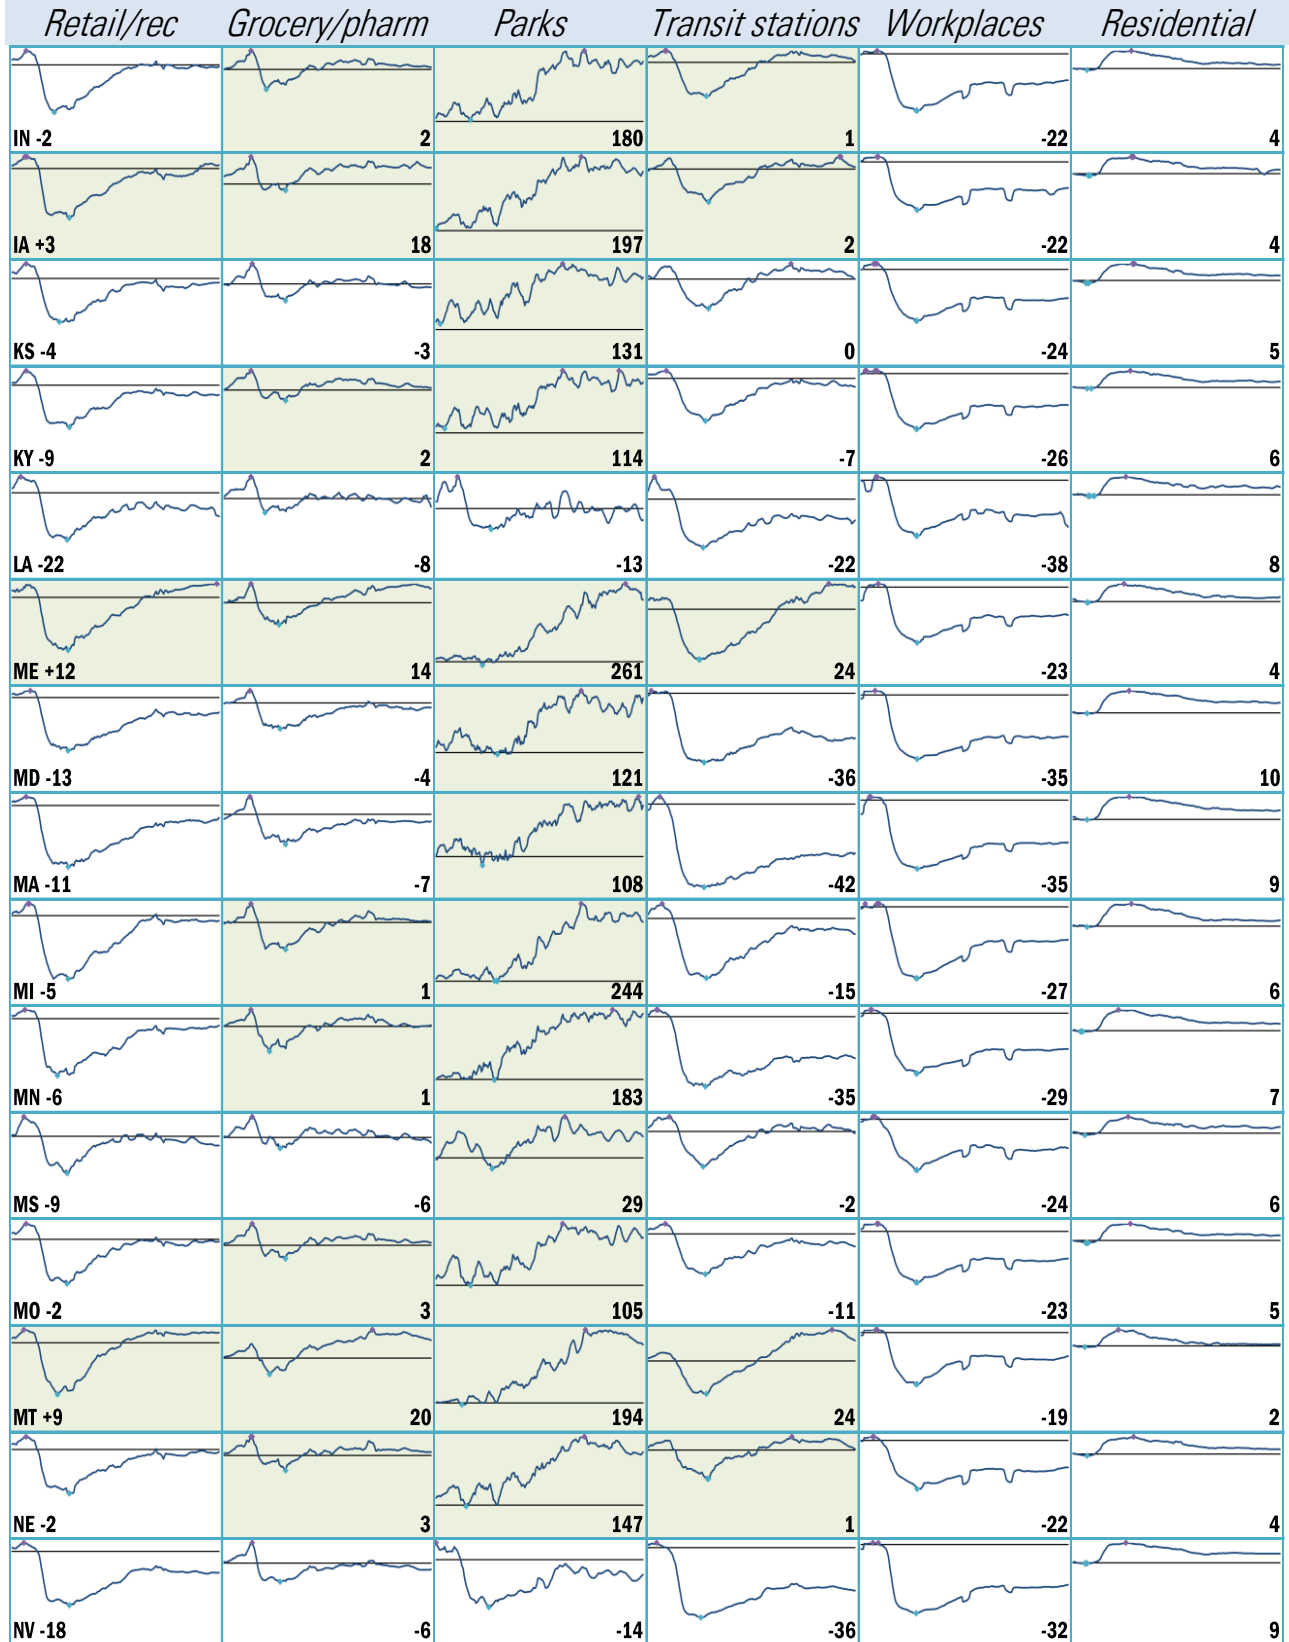 Retail/rec Grocery/pharm Parks Transit stations Workplaces Residential
IN -2 2 180 1 -22 4
IA +3 18 197 2 -22 4
KS -4 -3 131 0 -24 5
KY -9 2 114 -7 -26 6
LA -22 -8 -13 -22 -38 8
ME +12 14 261 24 -23 4
MD -13 -4 121 -36 -35 10
MA -11 -7 108 -42 -35 9
MI -5 1 244 -15 -27 6
MN -6 1 183 -35 -29 7
MS -9 -6 29 -2 -24 6
MO -2 3 105 -11 -23 5
MT +9 20 194 24 -19 2
NE -2 3 147 1 -22 4
NV -18 -6 -14 -36 -32 9